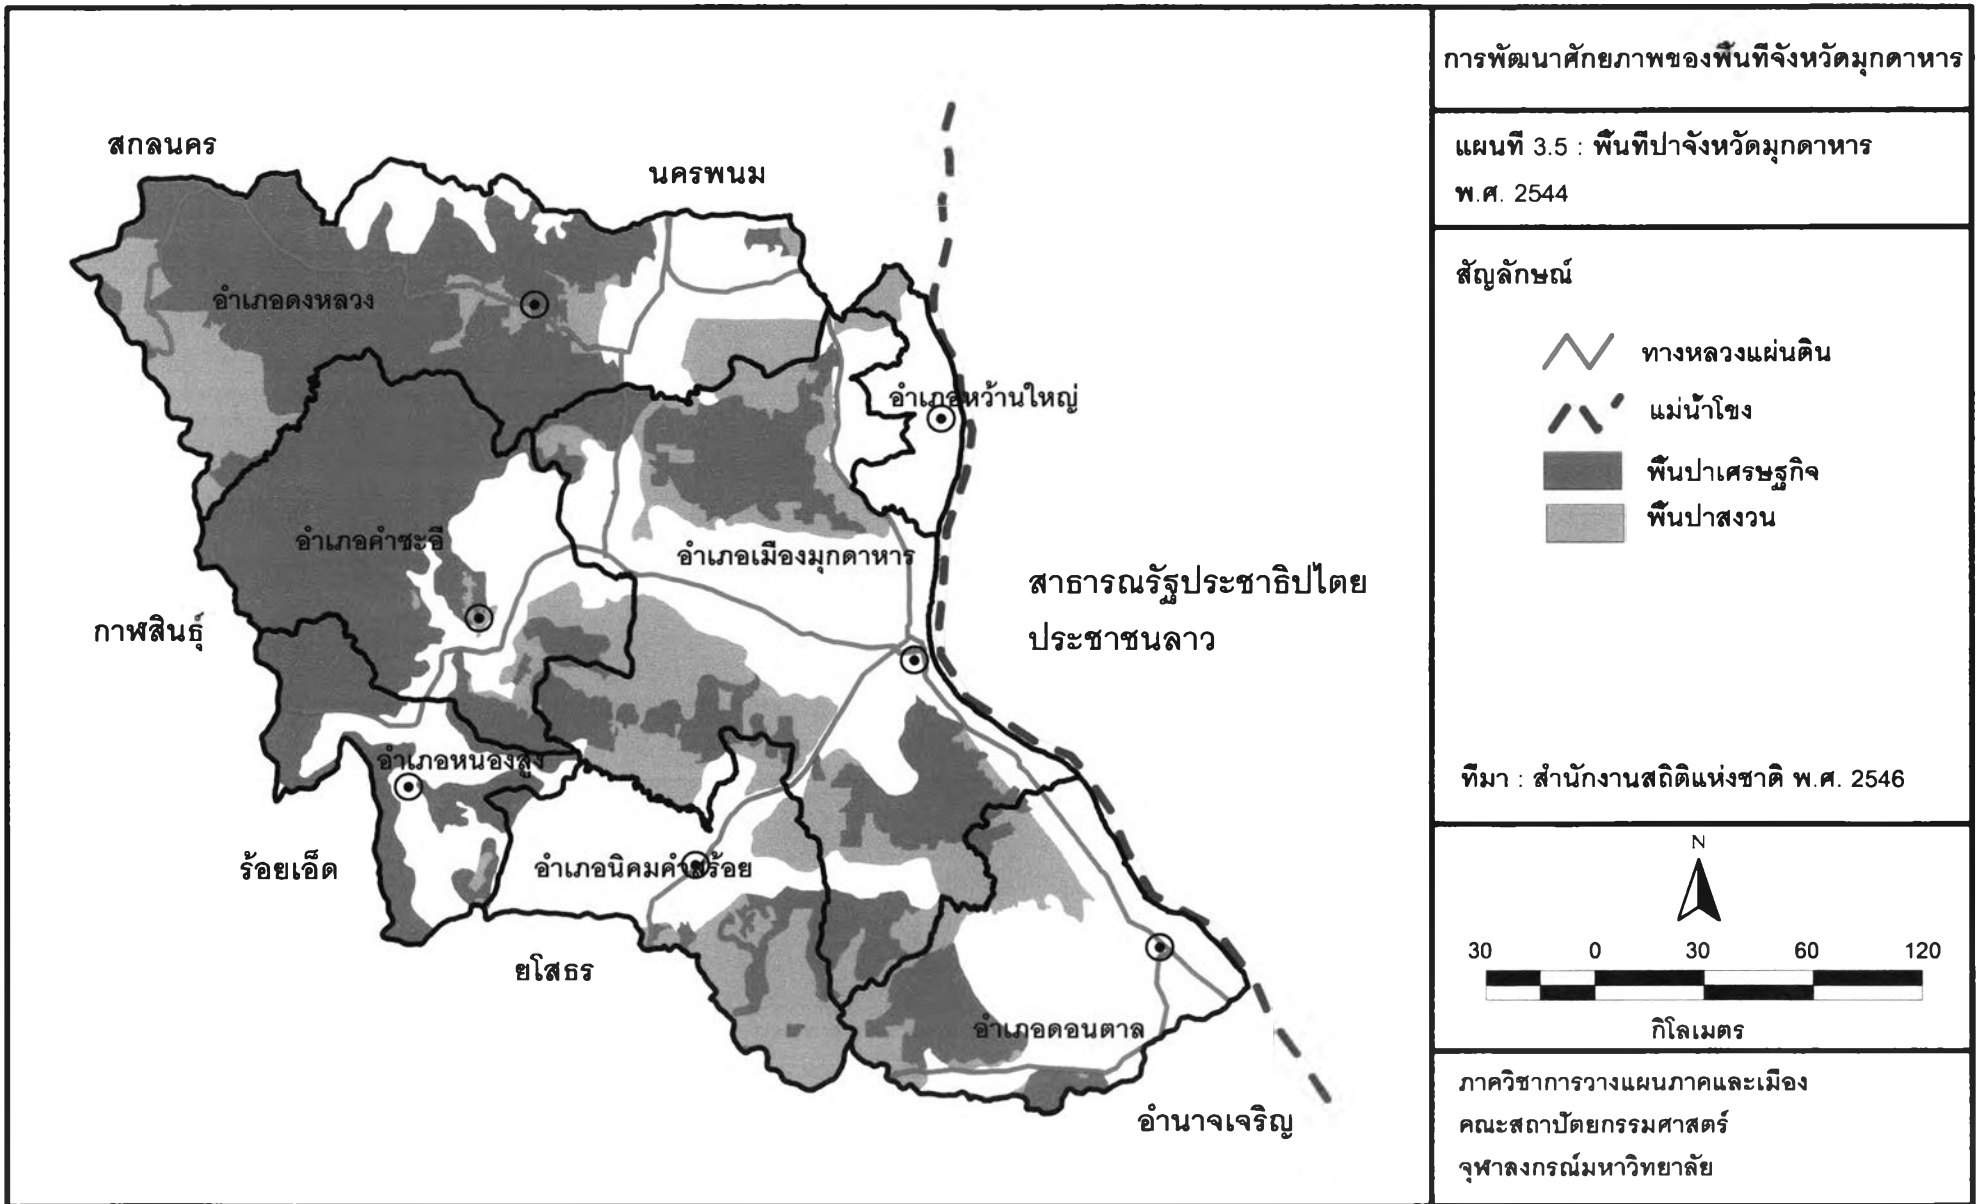 การพัฒนาศักยภาพของพื้นที่จังหวัดมุกดาหาร
แผนที่ 3.5 : พื้นที่ป่าจังหวัดมุกดาหาร
พ.ศ. 2544
สัญลักษณ์
ทางหลวงแผ่นดิน
แม่น้ำโขง
พื้นป่าเศรษฐกิจ
พื้นป่าสงวน
ที่มา : สำนักงานสถิติแห่งชาติ พ.ศ. 2546
N
30 0 30 60 120
กิโลเมตร
ภาควิชาการวางแผนภาคและเมือง
คณะสถาปัตยกรรมศาสตร์
จุฬาลงกรณ์มหาวิทยาลัย
สกลนคร
นครพนม
อำเภอดงหลวง
อำเภอหว้านใหญ่
อำเภอคำชะอี
อำเภอเมืองมุกดาหาร
สาธารณรัฐประชาธิปไตย
ประชาชนลาว
กาฬสินธุ์
อำเภอหนองสูง
ร้อยเอ็ด
อำเภอนิคมคำสร้อย
ยโสธร
อำเภอดอนตาล
อำนาจเจริญ